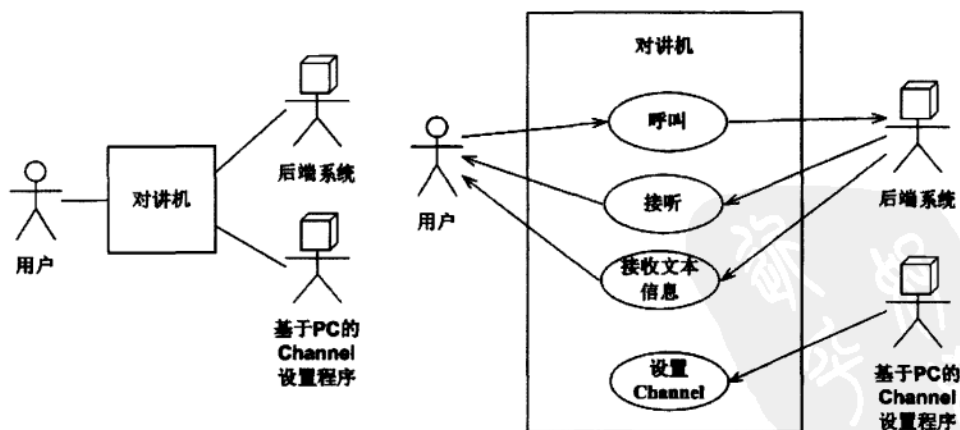 用户
对讲机
后端系统
基于PC的
Channel
设置程序
对讲机
用户
呼叫
接听
接收文本
信息
设置
Channel
后端系统
基于PC的
Channel
设置程序